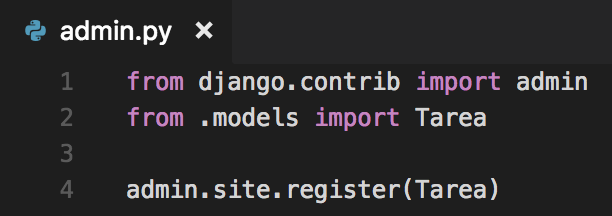 admin.py ×
1 from django.contrib import admin
2 from .models import Tarea
3
4 admin.site.register(Tarea)